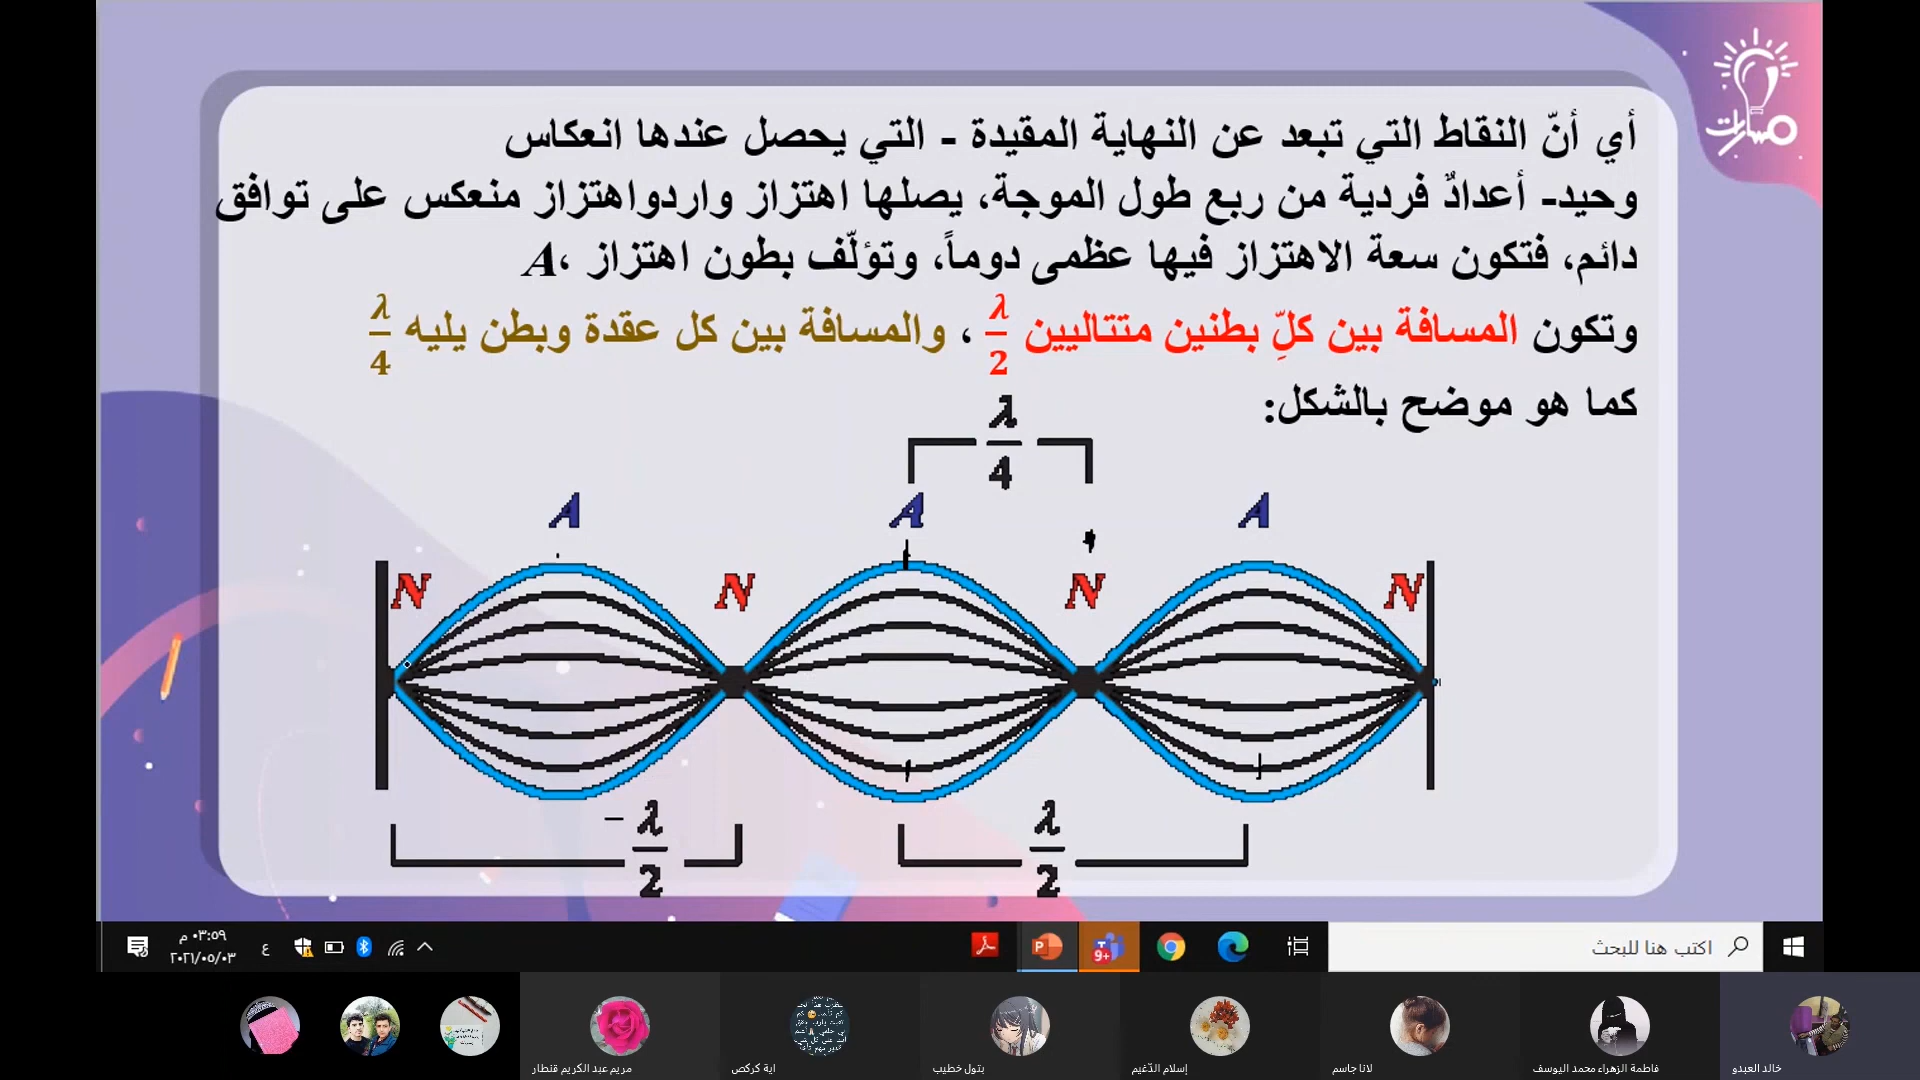 مسارات
أي أنّ النقاط التي تبعد عن النهاية المقيدة - التي يحصل عندها انعكاس
وحيد- أعدادٌ فردية من ربع طول الموجة، يصلها اهتزاز واردواهتزاز منعكس على توافق
دائم، فتكون سعة الاهتزاز فيها عظمى دوماً، وتؤلّف بطون اهتزاز A،
وتكون المسافة بين كلِّ بطنين متتاليين λ/2 ، والمسافة بين كل عقدة وبطن يليه λ/4
كما هو موضح بالشكل:
λ/4
A A A
N N N N
λ/2 λ/2
٠٣:٥٩ م
٢٠٢١/٠٥/٠٣
ع
9+
اكتب هنا للبحث
مريم عبد الكريم قنطار
اية كركص
بتول خطيب
إسلام الدّغيم
لانا جاسم
فاطمة الزهراء محمد اليوسف
خالد العبدو